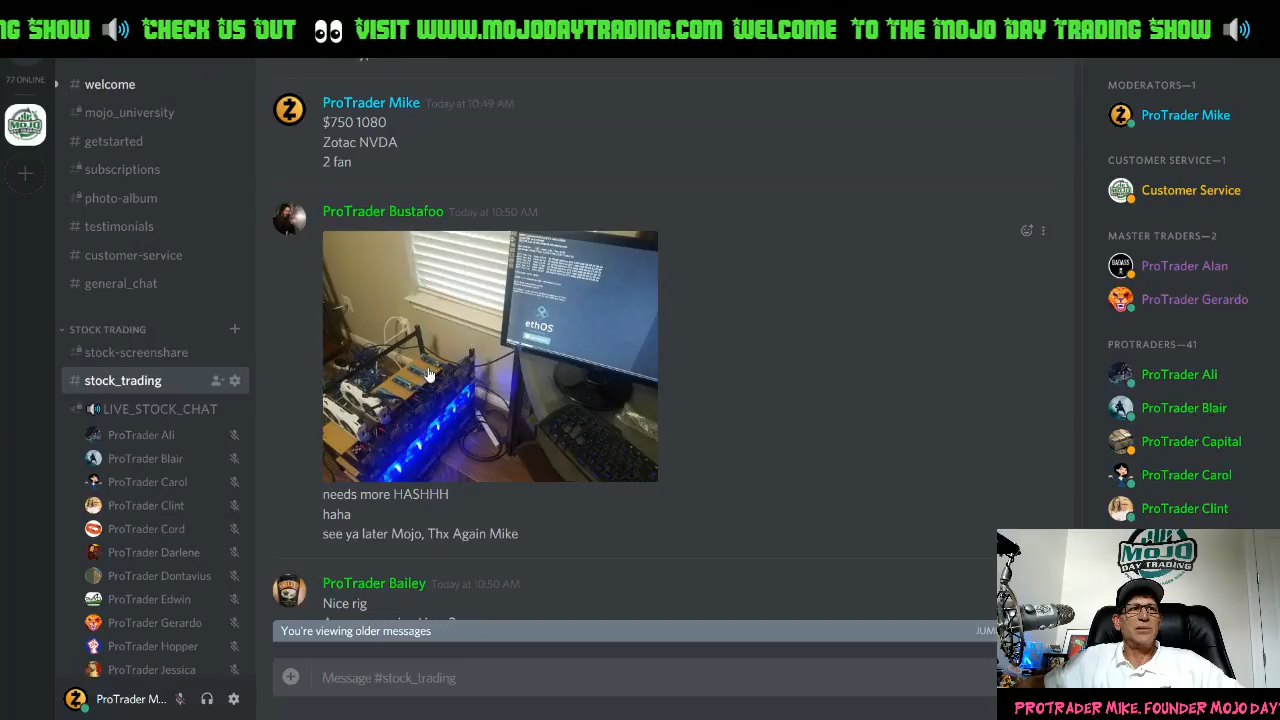 NG SHOW CHECK US OUT VISIT WWW.MOJODAYTRADING.COM WELCOME TO THE MOJO DAY TRADING SHOW
77 ONLINE
# welcome
mojo_university
# getstarted
subscriptions
photo-album
# testimonials
# customer-service
# general_chat
STOCK TRADING
stock-screenshare
# stock_trading
LIVE_STOCK_CHAT
ProTrader Ali
ProTrader Blair
ProTrader Carol
ProTrader Clint
ProTrader Cord
ProTrader Darlene
ProTrader Dontavius
ProTrader Edwin
ProTrader Gerardo
ProTrader Hopper
ProTrader Jessica
ProTrader M...
ProTrader Mike Today at 10:49 AM
$750 1080
Zotac NVDA
2 fan
ProTrader Bustafoo Today at 10:50 AM
ethOS
needs more HASHHH
haha
see ya later Mojo, Thx Again Mike
ProTrader Bailey Today at 10:50 AM
Nice rig
You're viewing older messages
JUM
Message #stock_trading
MODERATORS—1
ProTrader Mike
CUSTOMER SERVICE—1
Customer Service
MASTER TRADERS—2
BADASS
ProTrader Alan
ProTrader Gerardo
PROTRADERS—41
ProTrader Ali
ProTrader Blair
ProTrader Capital
ProTrader Carol
ProTrader Clint
MOJO
DAY TRADING
PROTRADER MIKE, FOUNDER MOJO DAY